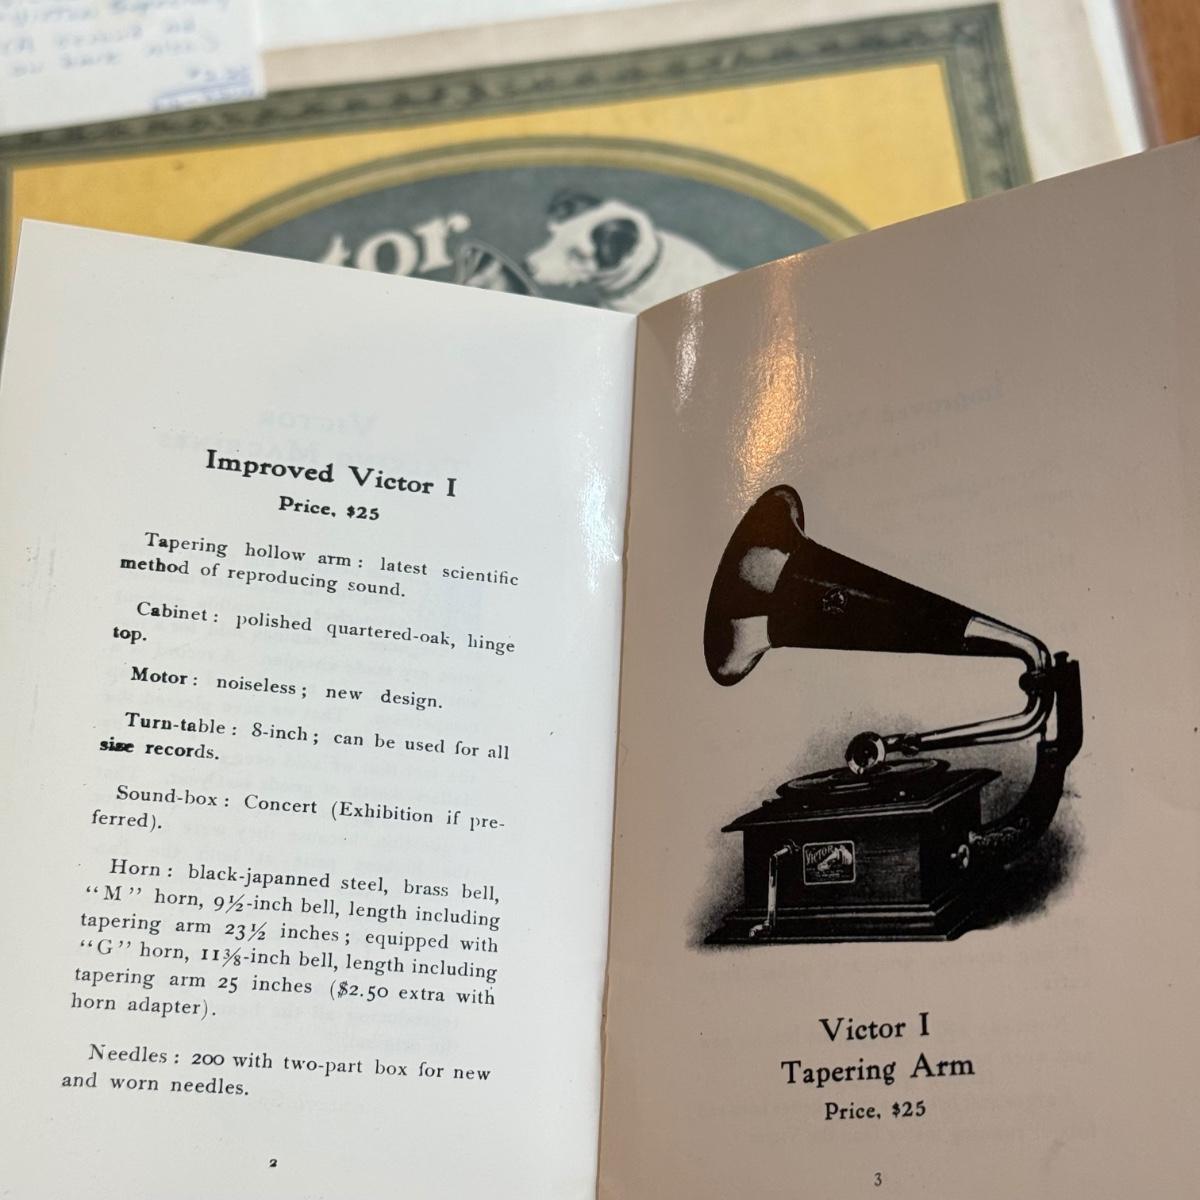 tor
Improved Victor I
Price, $25
Tapering hollow arm: latest scientific
method of reproducing sound.
Cabinet: polished quartered-oak, hinge
top.
Motor: noiseless; new design.
Turn-table: 8-inch; can be used for all
size records.
Sound-box: Concert (Exhibition if pre-
ferred).
Horn: black-japanned steel, brass bell,
“M” horn, 9½-inch bell, length including
tapering arm 23½ inches; equipped with
“G” horn, 11⅜-inch bell, length including
tapering arm 25 inches ($2.50 extra with
horn adapter).
Needles: 200 with two-part box for new
and worn needles.
2
VICTOR
Victor I
Tapering Arm
Price, $25
3